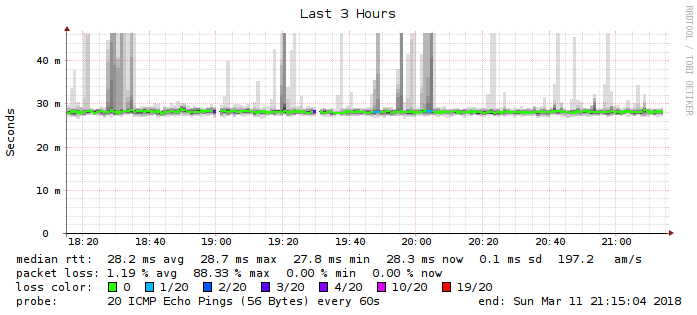 Last 3 Hours
RRDTOOL / TOBI OETIKER
Seconds
40 m
30 m
20 m
10 m
0
18:20 18:40 19:00 19:20 19:40 20:00 20:20 20:40 21:00
median rtt: 28.2 ms avg 28.7 ms max 27.8 ms min 28.3 ms now 0.1 ms sd 197.2 am/s
packet loss: 1.19 % avg 88.33 % max 0.00 % min 0.00 % now
loss color: 0 1/20 2/20 3/20 4/20 10/20 19/20
probe: 20 ICMP Echo Pings (56 Bytes) every 60s end: Sun Mar 11 21:15:04 2018